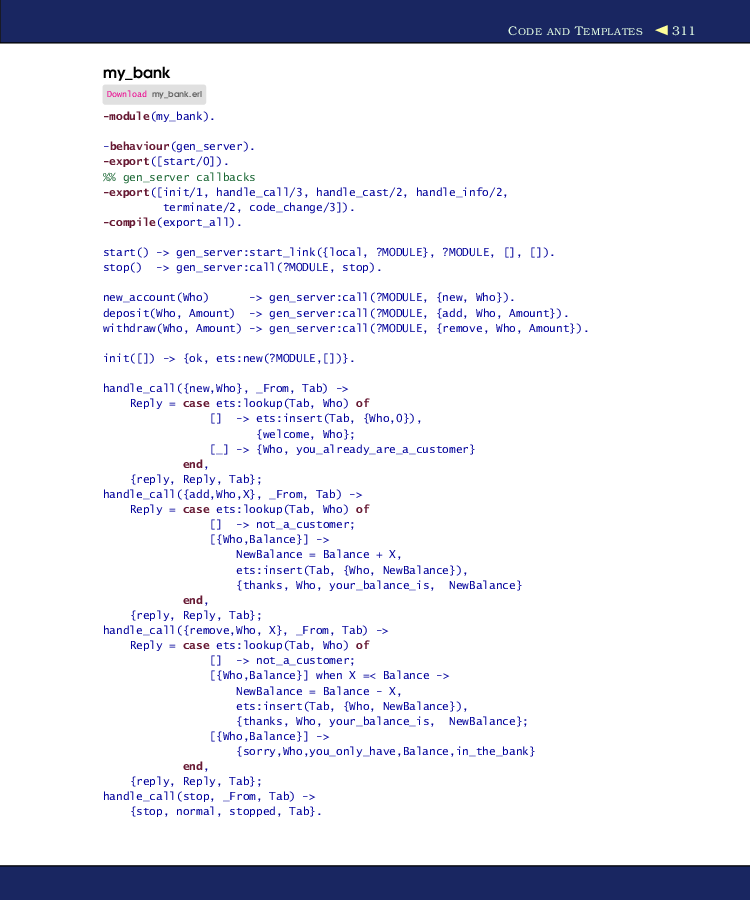 CODE AND TEMPLATES ◀ 311
my_bank
Download my_bank.erl
-module(my_bank).

-behaviour(gen_server).
-export([start/0]).
%% gen_server callbacks
-export([init/1, handle_call/3, handle_cast/2, handle_info/2,
         terminate/2, code_change/3]).
-compile(export_all).

start() -> gen_server:start_link({local, ?MODULE}, ?MODULE, [], []).
stop()  -> gen_server:call(?MODULE, stop).

new_account(Who)      -> gen_server:call(?MODULE, {new, Who}).
deposit(Who, Amount)  -> gen_server:call(?MODULE, {add, Who, Amount}).
withdraw(Who, Amount) -> gen_server:call(?MODULE, {remove, Who, Amount}).

init([]) -> {ok, ets:new(?MODULE,[])}.

handle_call({new,Who}, _From, Tab) ->
    Reply = case ets:lookup(Tab, Who) of
                []  -> ets:insert(Tab, {Who,0}),
                       {welcome, Who};
                [_] -> {Who, you_already_are_a_customer}
            end,
    {reply, Reply, Tab};
handle_call({add,Who,X}, _From, Tab) ->
    Reply = case ets:lookup(Tab, Who) of
                []  -> not_a_customer;
                [{Who,Balance}] ->
                    NewBalance = Balance + X,
                    ets:insert(Tab, {Who, NewBalance}),
                    {thanks, Who, your_balance_is,  NewBalance}
            end,
    {reply, Reply, Tab};
handle_call({remove,Who, X}, _From, Tab) ->
    Reply = case ets:lookup(Tab, Who) of
                []  -> not_a_customer;
                [{Who,Balance}] when X =< Balance ->
                    NewBalance = Balance - X,
                    ets:insert(Tab, {Who, NewBalance}),
                    {thanks, Who, your_balance_is,  NewBalance};
                [{Who,Balance}] ->
                    {sorry,Who,you_only_have,Balance,in_the_bank}
            end,
    {reply, Reply, Tab};
handle_call(stop, _From, Tab) ->
    {stop, normal, stopped, Tab}.